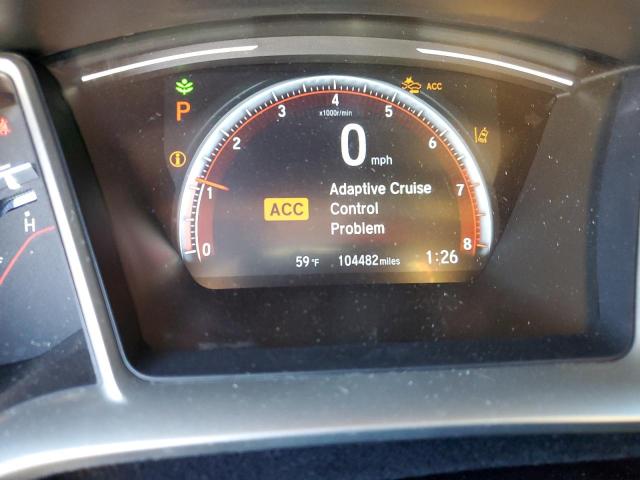 ACC
P
x1000r/min
0 1 2 3 4 5 6 7 8
0 mph
ACC
Adaptive Cruise
Control
Problem
59°F 104482 miles 1:26
H